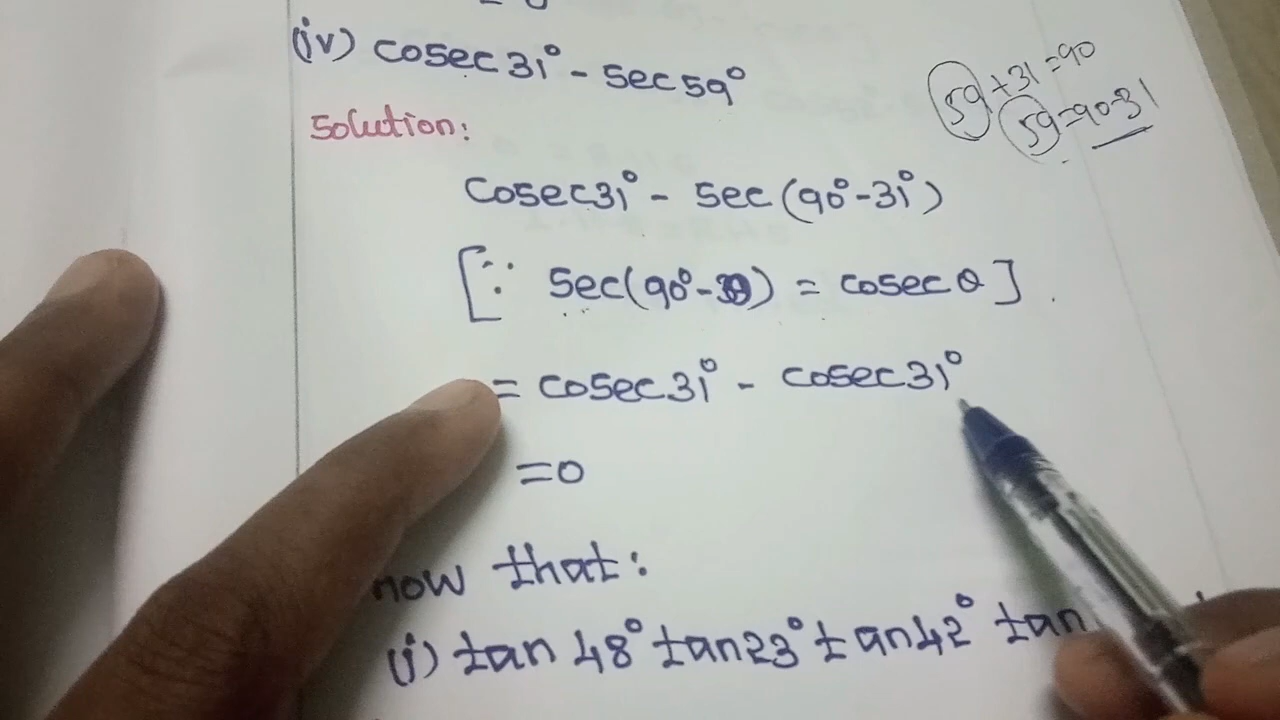 (iv) cosec 31° - sec 59°
59 + 31 = 90
59 = 90-31
Solution:
cosec 31° - sec (90° - 31°)
[∵ sec (90° - θ) = cosec θ]
= cosec 31° - cosec 31°
= 0
now that:
(i) tan 48° tan 23° tan 42° tan